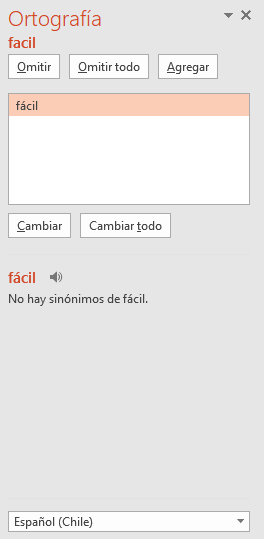 Ortografía
facil
Omitir Omitir todo Agregar
fácil
Cambiar Cambiar todo
fácil
No hay sinónimos de fácil.
Español (Chile)